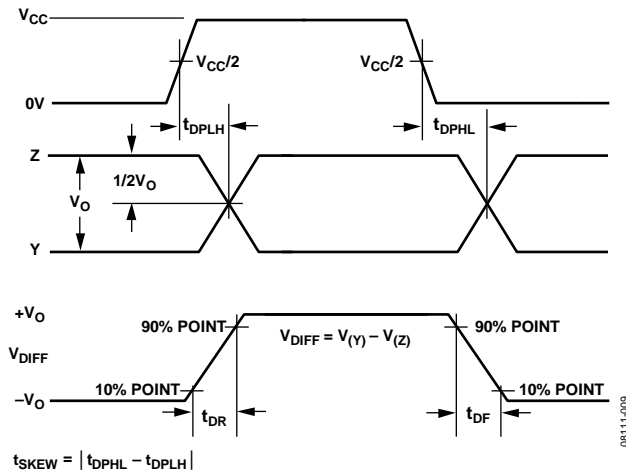 VCC
VCC/2
VCC/2
0V
tDPLH
tDPHL
Z
1/2VO
VO
Y
+VO
90% POINT
VDIFF = V(Y) – V(Z)
90% POINT
VDIFF
10% POINT
10% POINT
–VO
tDR
tDF
tSKEW = │tDPHL – tDPLH│
08111-009